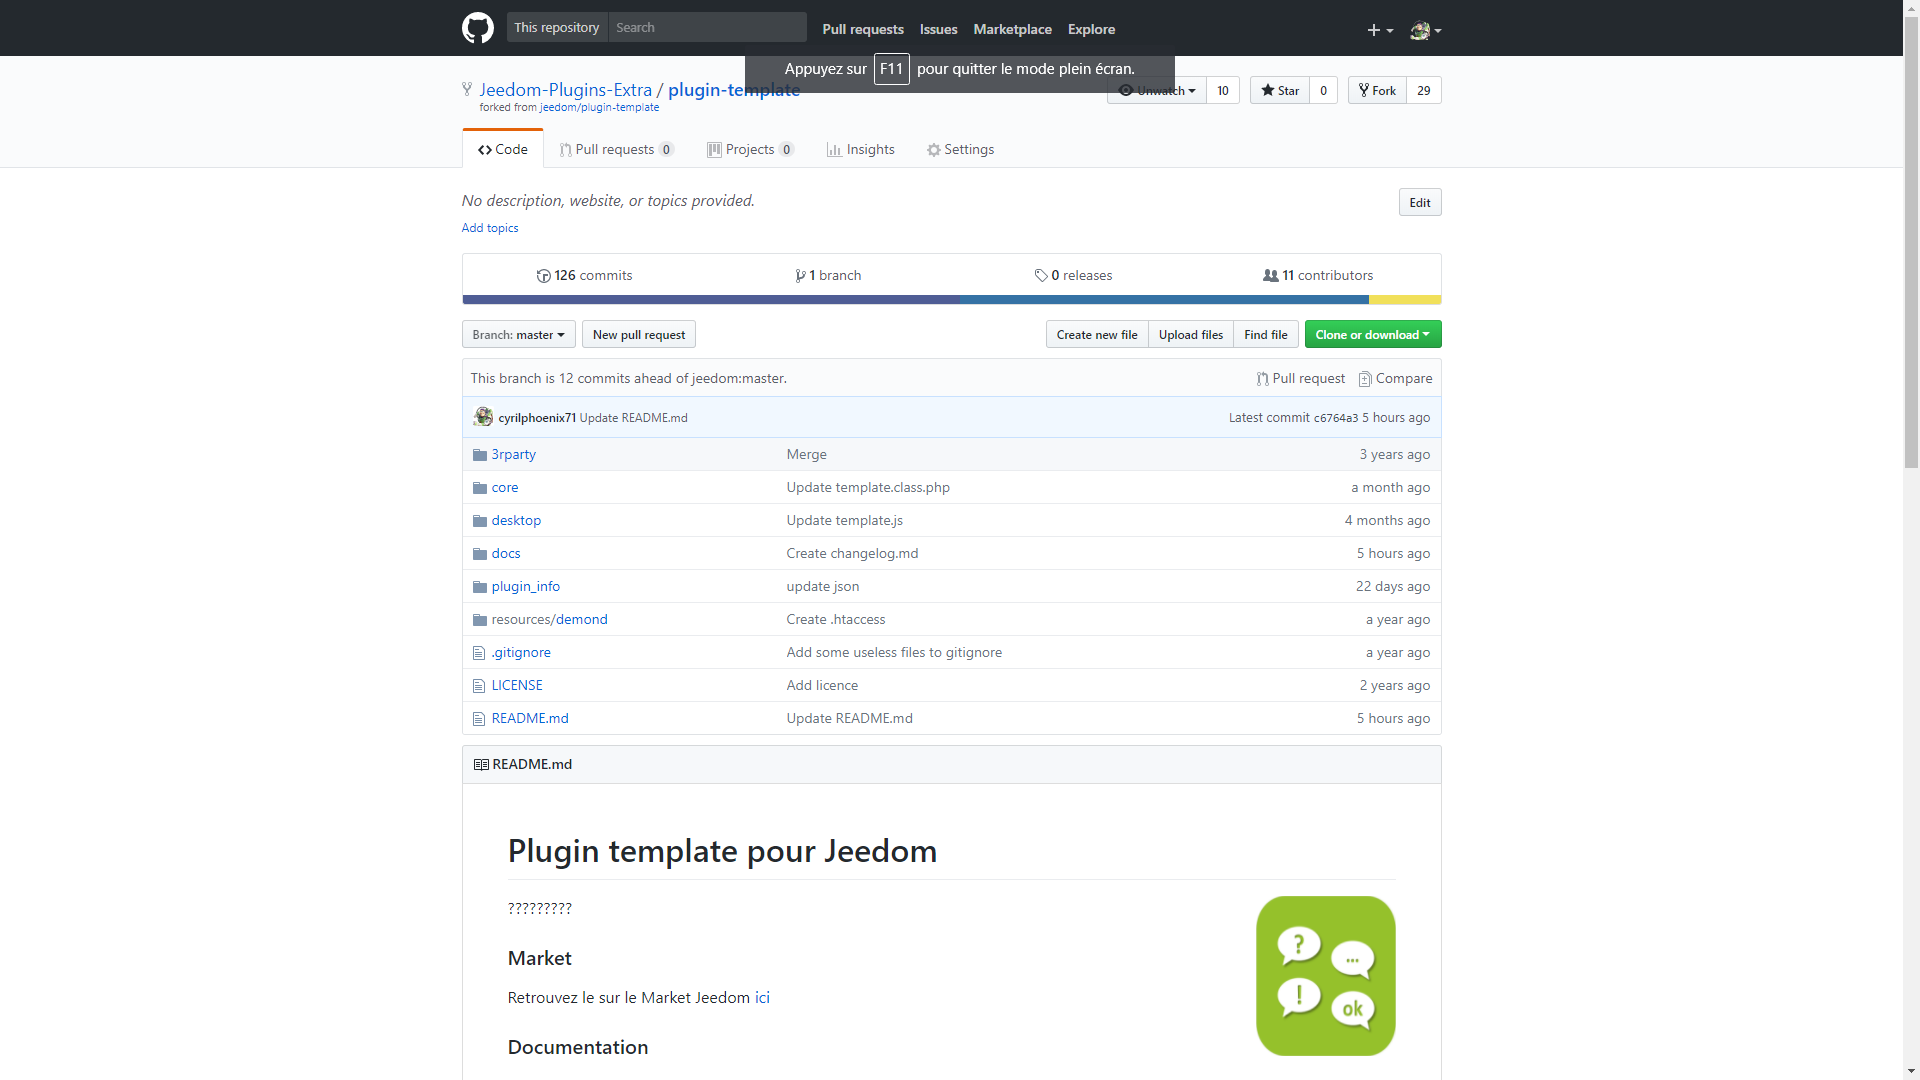 This repository Search Pull requests Issues Marketplace Explore
Appuyez sur F11 pour quitter le mode plein écran.
Jeedom-Plugins-Extra / plugin-template
Unwatch 10 Star 0 Fork 29
forked from jeedom/plugin-template
Code Pull requests 0 Projects 0 Insights Settings
No description, website, or topics provided.
Edit
Add topics
126 commits 1 branch 0 releases 11 contributors
Branch: master New pull request Create new file Upload files Find file Clone or download
This branch is 12 commits ahead of jeedom:master. Pull request Compare
cyrilphoenix71 Update README.md Latest commit c6764a3 5 hours ago
3rparty Merge 3 years ago
core Update template.class.php a month ago
desktop Update template.js 4 months ago
docs Create changelog.md 5 hours ago
plugin_info update json 22 days ago
resources/demond Create .htaccess a year ago
.gitignore Add some useless files to gitignore a year ago
LICENSE Add licence 2 years ago
README.md Update README.md 5 hours ago
README.md
Plugin template pour Jeedom
?????????
Market
Retrouvez le sur le Market Jeedom ici
Documentation
? ...
! ok